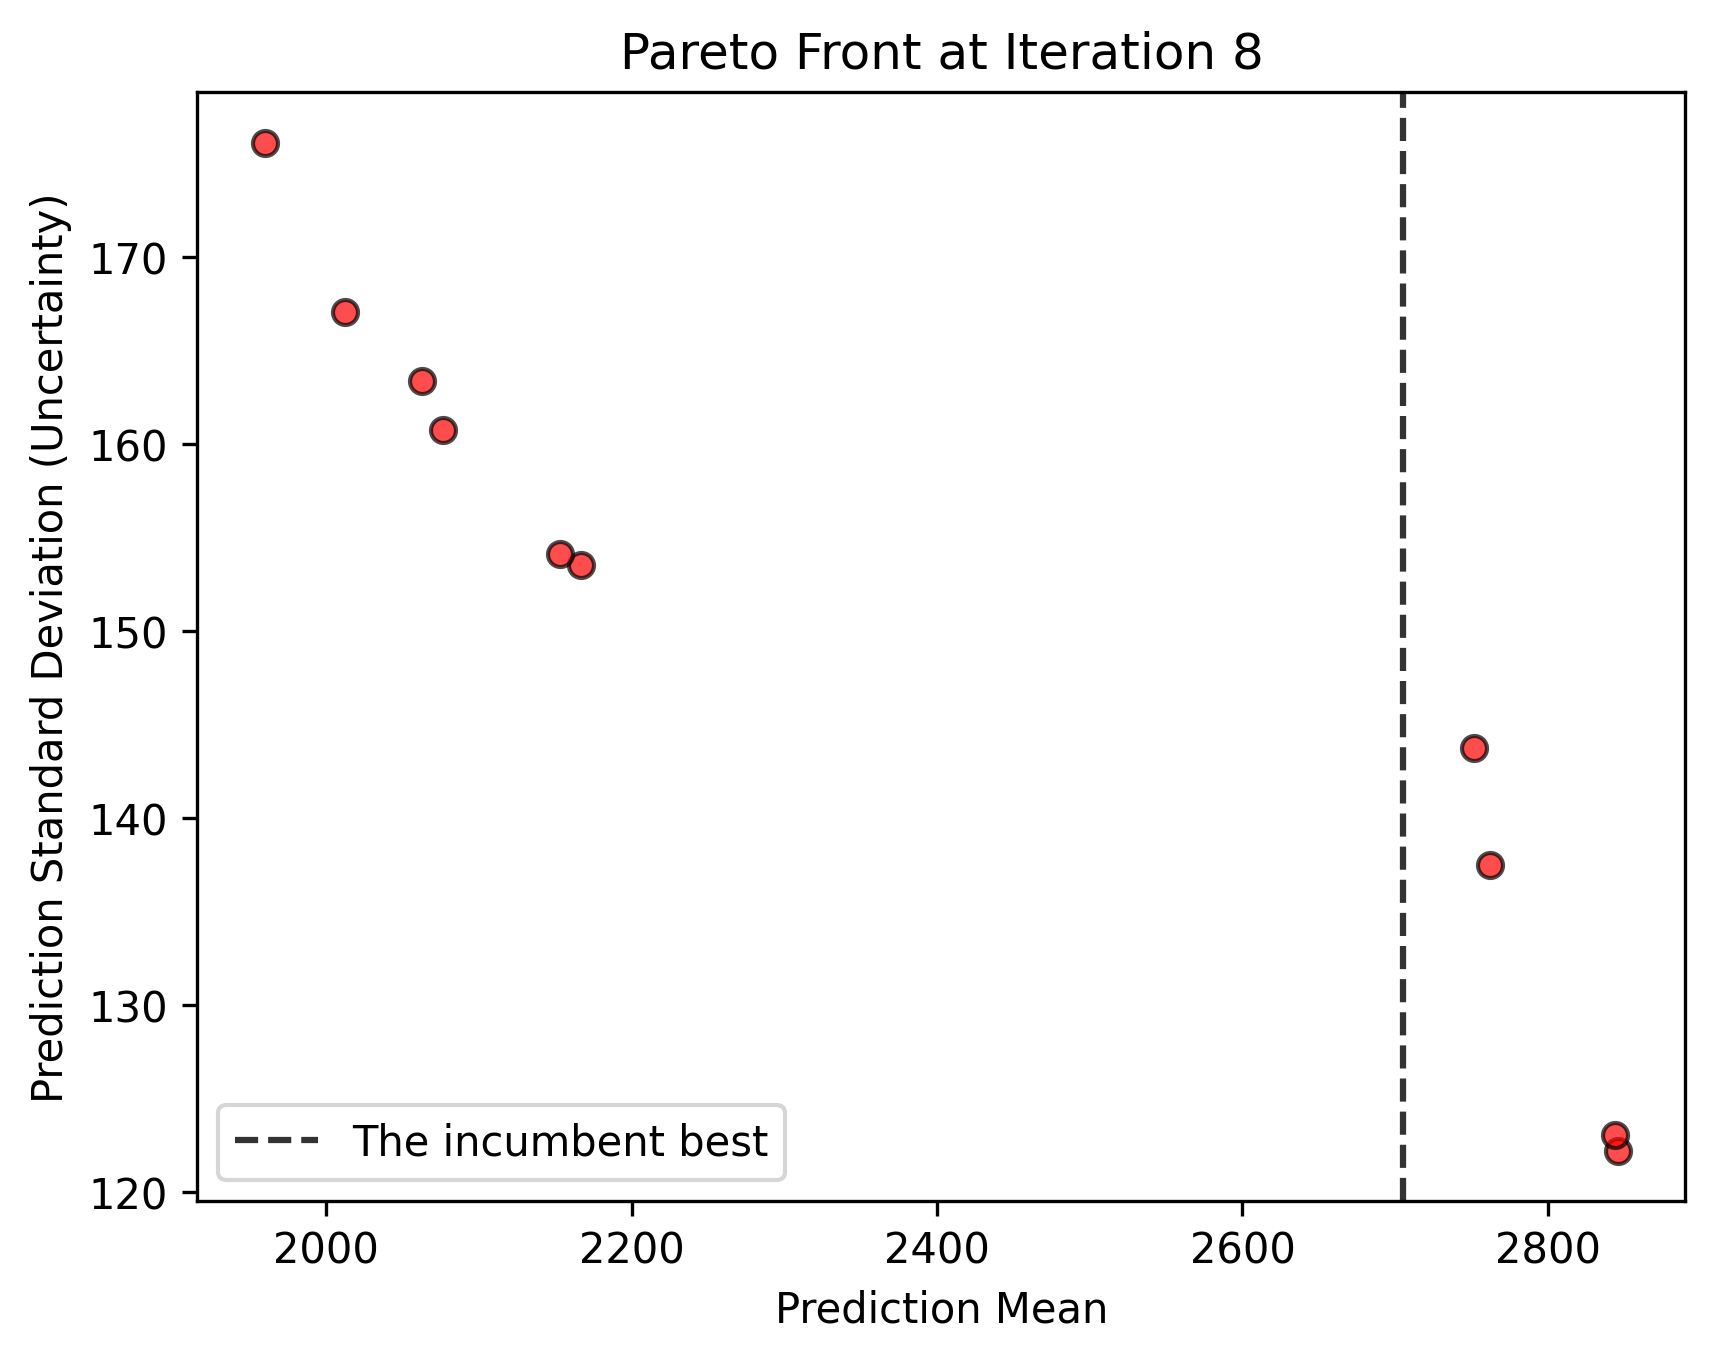 Pareto Front at Iteration 8
Prediction Standard Deviation (Uncertainty)
170
160
150
140
130
120
The incumbent best
2000 2200 2400 2600 2800
Prediction Mean